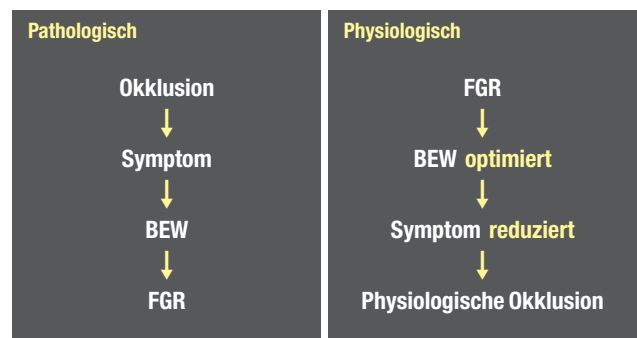 Pathologisch
Okklusion
Symptom
BEW
FGR
Physiologisch
FGR
BEW optimiert
Symptom reduziert
Physiologische Okklusion